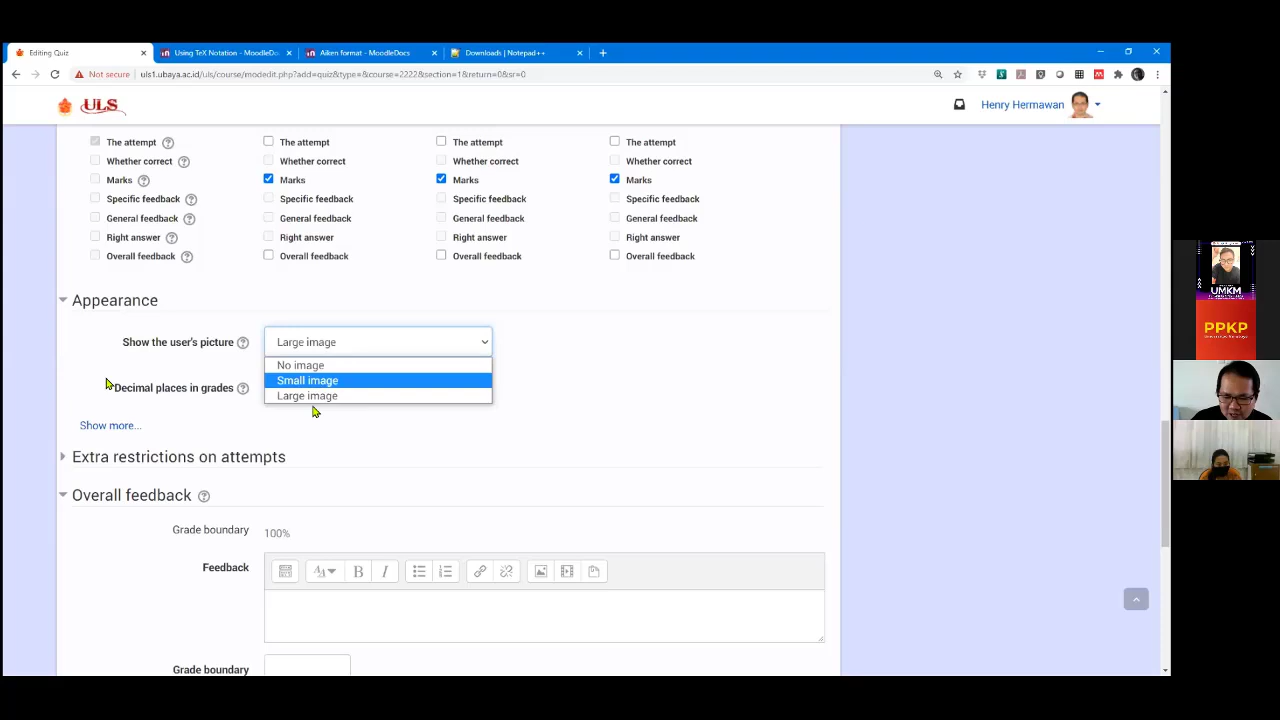 Editing Quiz
Using TeX Notation - MoodleDo
Aiken format - MoodleDocs
Downloads | Notepad++
Not secure
uls1.ubaya.ac.id/uls/course/modedit.php?add=quiz&type=&course=2222&section=1&return=0&sr=0
ULS
Henry Hermawan
The attempt The attempt The attempt The attempt
Whether correct Whether correct Whether correct Whether correct
Marks Marks Marks Marks
Specific feedback Specific feedback Specific feedback Specific feedback
General feedback General feedback General feedback General feedback
Right answer Right answer Right answer Right answer
Overall feedback Overall feedback Overall feedback Overall feedback
Appearance
Show the user's picture Large image
No image
Small image
Large image
Decimal places in grades
Show more...
Extra restrictions on attempts
Overall feedback
Grade boundary 100%
Feedback
Grade boundary
UMKM
PPKP